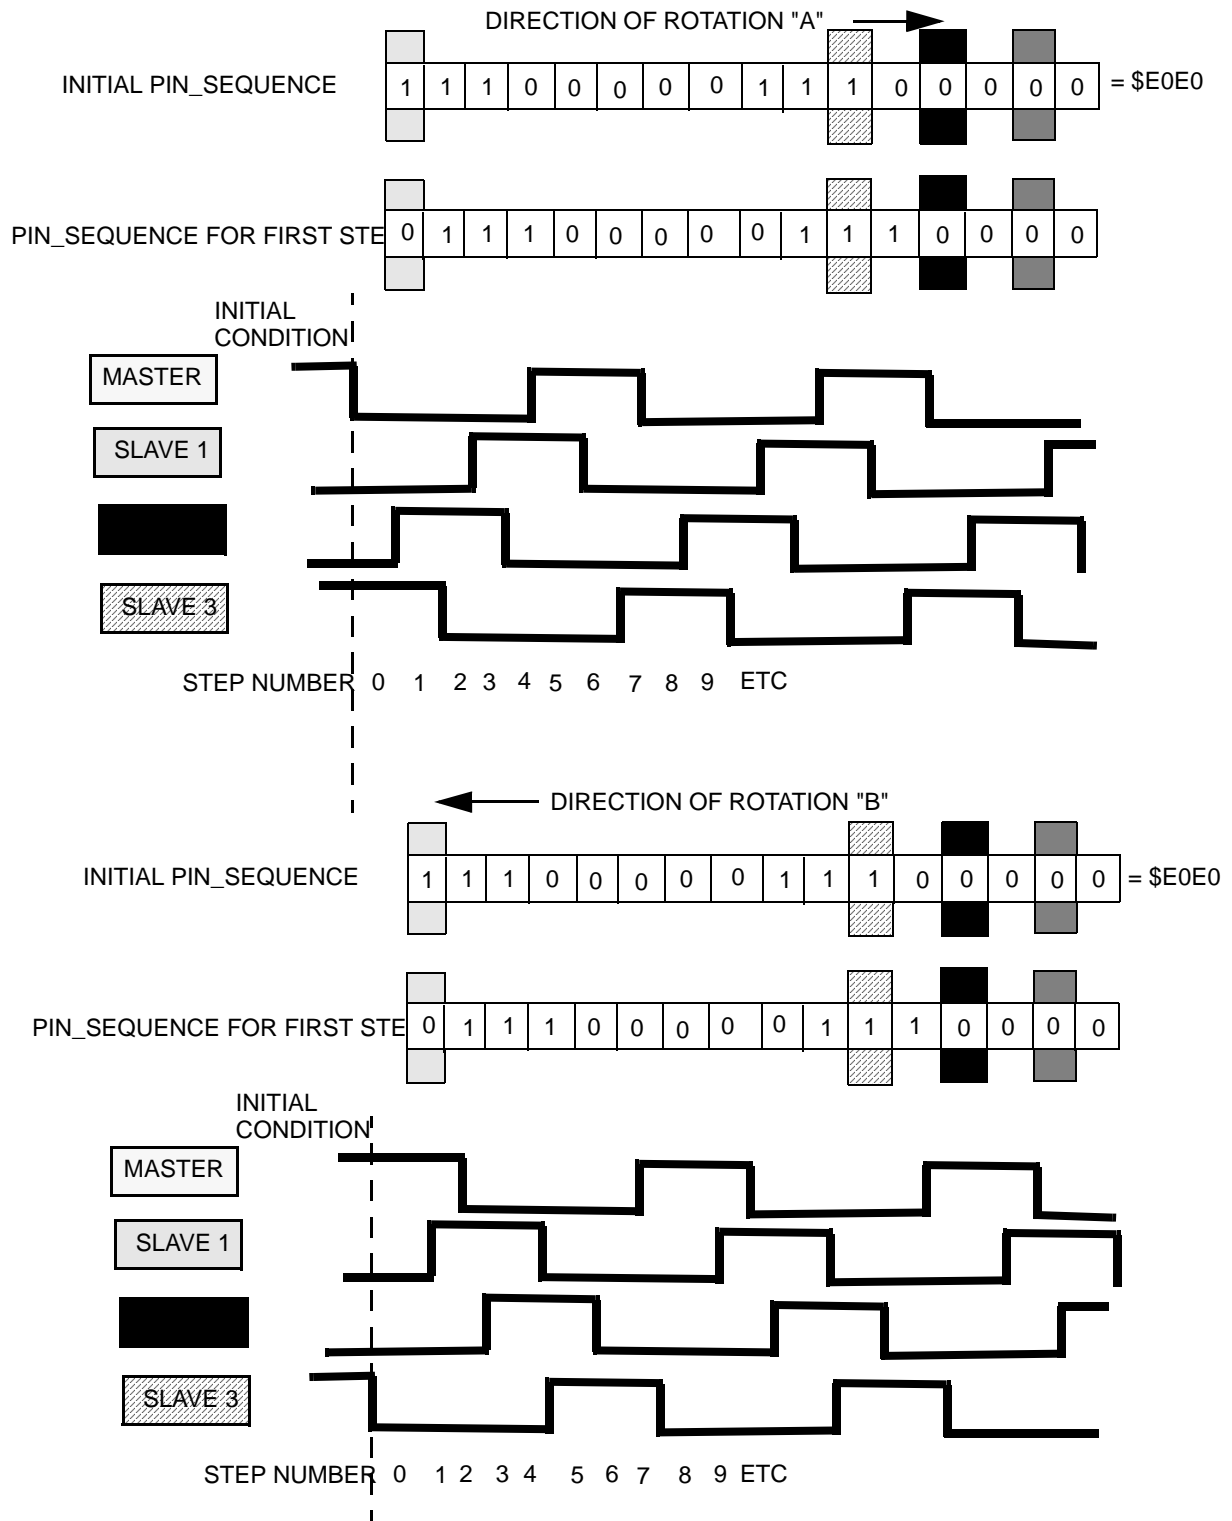 DIRECTION OF ROTATION "A"
INITIAL PIN_SEQUENCE 1 1 1 0 0 0 0 0 1 1 1 0 0 0 0 0 = $E0E0
PIN_SEQUENCE FOR FIRST STE 0 1 1 1 0 0 0 0 0 1 1 1 0 0 0 0
INITIAL
CONDITION
MASTER
SLAVE 1
SLAVE 3
STEP NUMBER 0 1 2 3 4 5 6 7 8 9 ETC
DIRECTION OF ROTATION "B"
INITIAL PIN_SEQUENCE 1 1 1 0 0 0 0 0 1 1 1 0 0 0 0 0 = $E0E0
PIN_SEQUENCE FOR FIRST STE 0 1 1 1 0 0 0 0 0 1 1 1 0 0 0 0
INITIAL
CONDITION
MASTER
SLAVE 1
SLAVE 3
STEP NUMBER 0 1 2 3 4 5 6 7 8 9 ETC